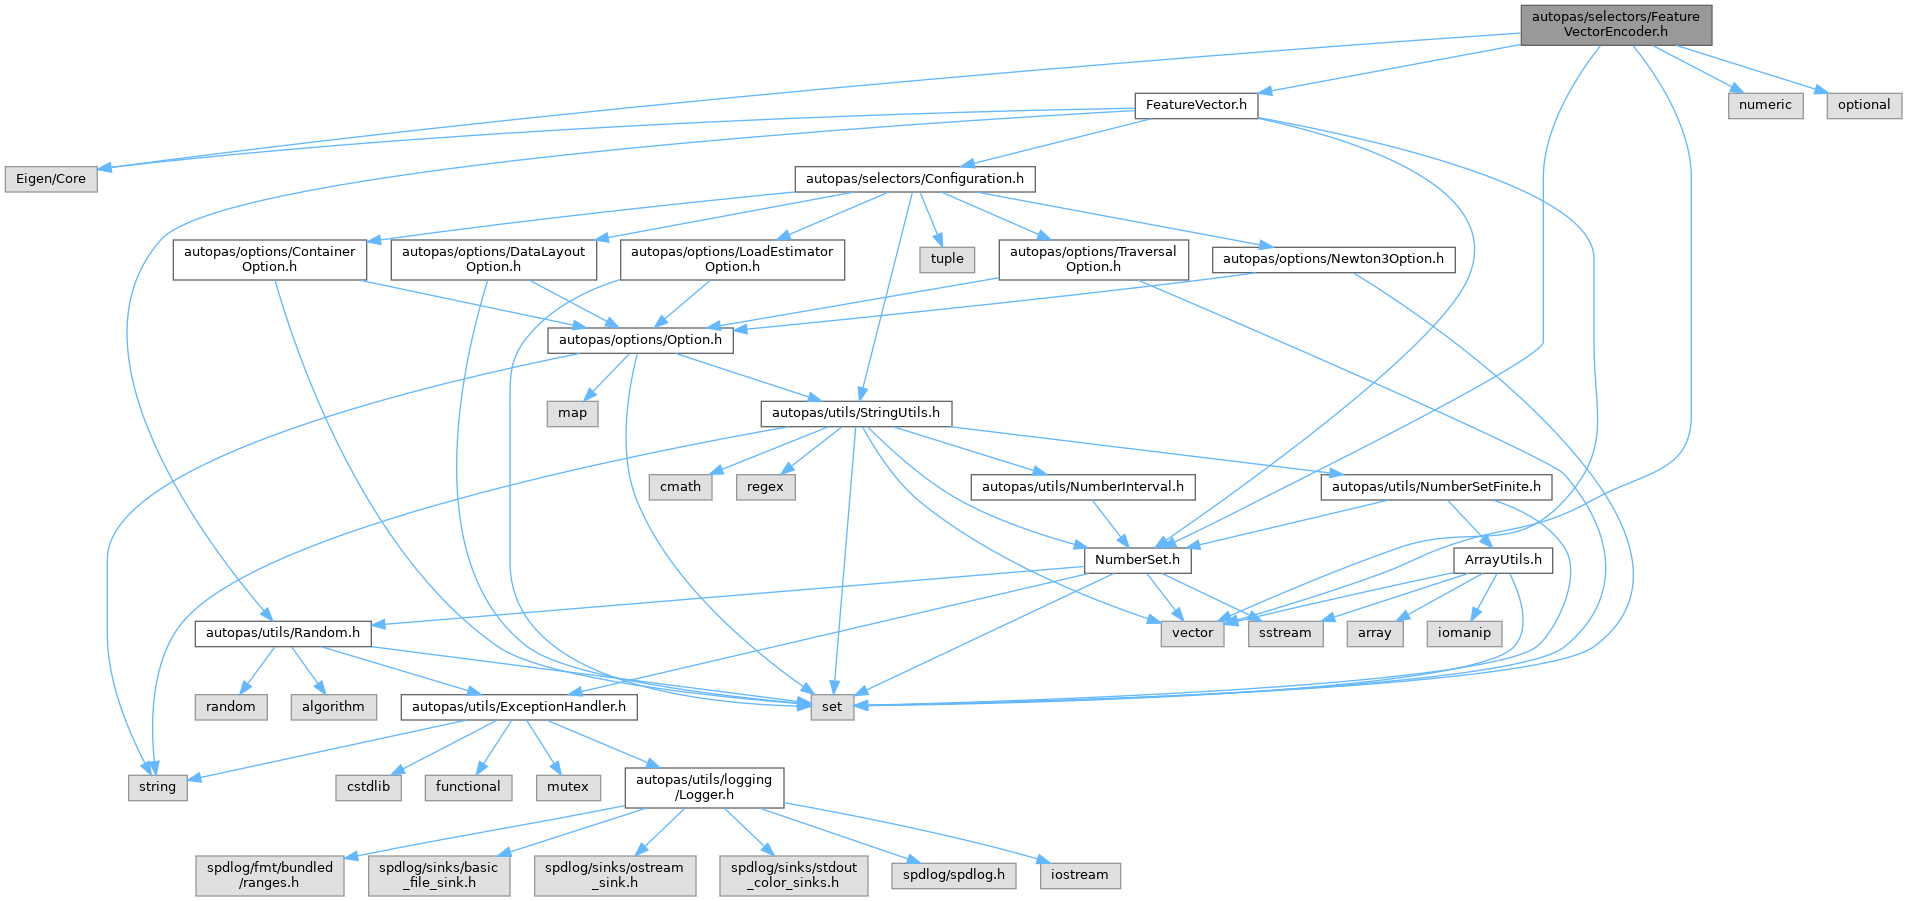 autopas/selectors/Feature
VectorEncoder.h
FeatureVector.h
numeric
optional
Eigen/Core
autopas/selectors/Configuration.h
autopas/options/Container
Option.h
autopas/options/DataLayout
Option.h
autopas/options/LoadEstimator
Option.h
tuple
autopas/options/Traversal
Option.h
autopas/options/Newton3Option.h
autopas/options/Option.h
map
autopas/utils/StringUtils.h
cmath
regex
autopas/utils/NumberInterval.h
autopas/utils/NumberSetFinite.h
NumberSet.h
ArrayUtils.h
autopas/utils/Random.h
vector
sstream
array
iomanip
random
algorithm
autopas/utils/ExceptionHandler.h
set
string
cstdlib
functional
mutex
autopas/utils/logging
/Logger.h
spdlog/fmt/bundled
/ranges.h
spdlog/sinks/basic
_file_sink.h
spdlog/sinks/ostream
_sink.h
spdlog/sinks/stdout
_color_sinks.h
spdlog/spdlog.h
iostream